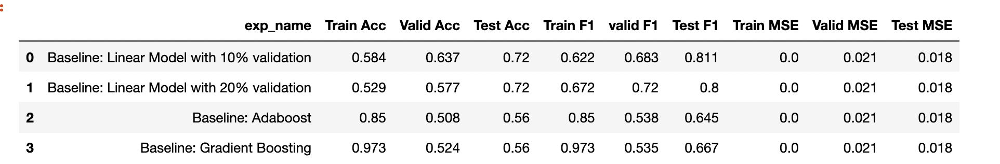 :
exp_name Train Acc Valid Acc Test Acc Train F1 valid F1 Test F1 Train MSE Valid MSE Test MSE
0 Baseline: Linear Model with 10% validation 0.584 0.637 0.72 0.622 0.683 0.811 0.0 0.021 0.018
1 Baseline: Linear Model with 20% validation 0.529 0.577 0.72 0.672 0.72 0.8 0.0 0.021 0.018
2 Baseline: Adaboost 0.85 0.508 0.56 0.85 0.538 0.645 0.0 0.021 0.018
3 Baseline: Gradient Boosting 0.973 0.524 0.56 0.973 0.535 0.667 0.0 0.021 0.018